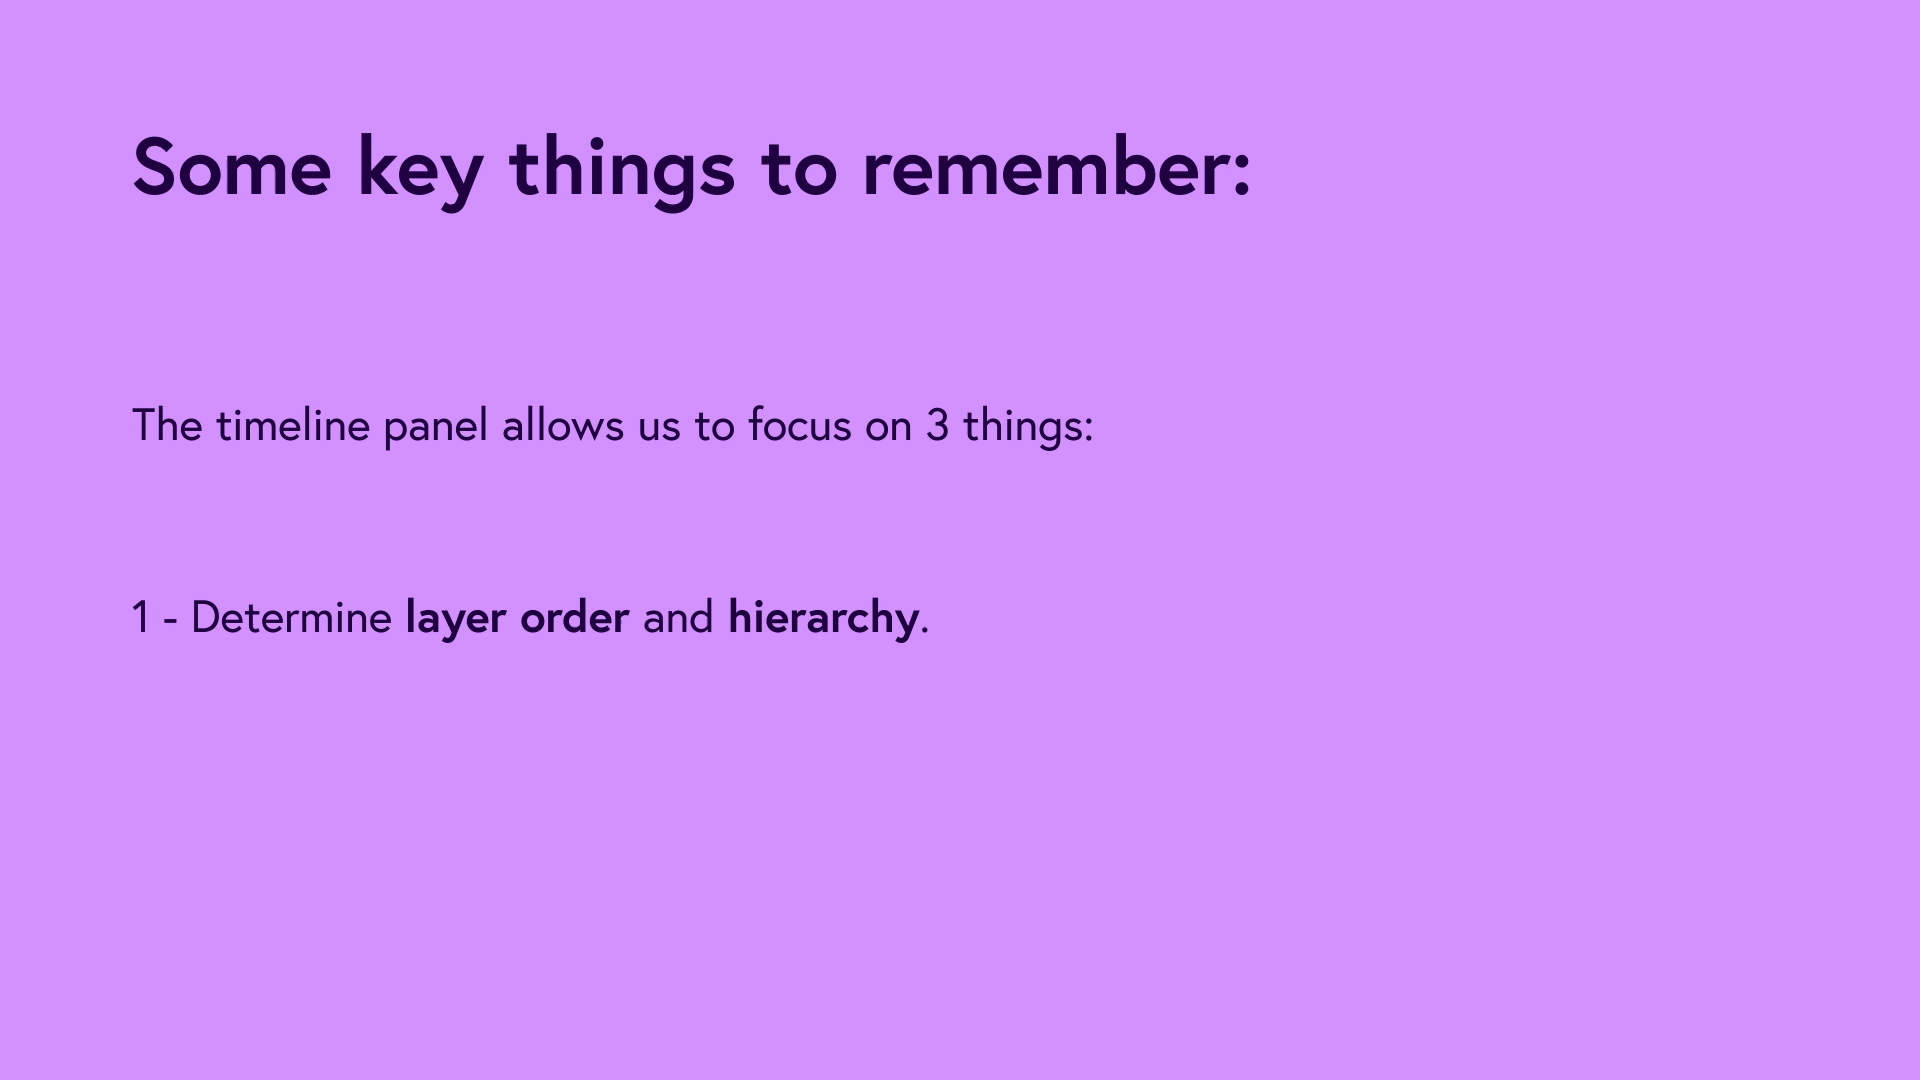 Some key things to remember:
The timeline panel allows us to focus on 3 things:
1 - Determine layer order and hierarchy.